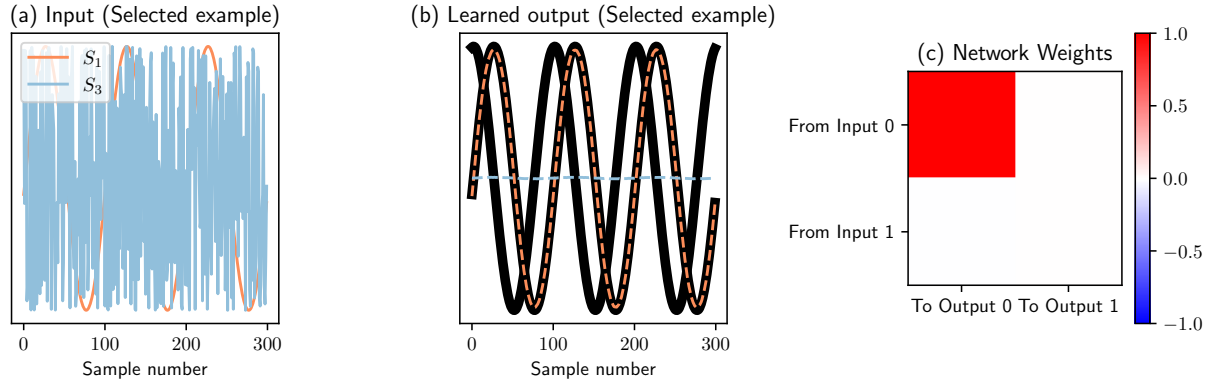 (a) Input (Selected example)
S₁
S₃
0
100
200
300
Sample number
(b) Learned output (Selected example)
0
100
200
300
Sample number
(c) Network Weights
From Input 0
From Input 1
To Output 0
To Output 1
1.0
0.5
0.0
−0.5
−1.0